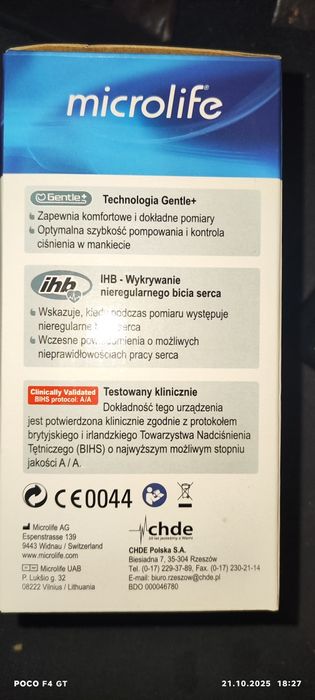 microlife®
Gentle+
Technologia Gentle+
Zapewnia komfortowe i dokładne pomiary
Optymalna szybkość pompowania i kontrola
ciśnienia w mankiecie
ihb
IHB - Wykrywanie
nieregularnego bicia serca
Wskazuje, kiedy podczas pomiaru występuje
nieregularne serca
Wczesne o możliwych
nieprawidłowościach pracy serca
Clinically Validated
BIHS protocol: A/A
Testowany klinicznie
Dokładność tego urządzenia
jest potwierdzona klinicznie zgodnie z protokołem
brytyjskiego i irlandzkiego Towarzystwa Nadciśnienia
Tętniczego (BIHS) o najwyższym możliwym stopniu
jakości A / A.
CE0044
Microlife AG
Espenstrasse 139
9443 Widnau / Switzerland
www.microlife.com
Microlife UAB
P. Lukšio g. 32
08222 Vilnius / Lithuania
chde
CHDE Polska S.A.
Biesiadna 7, 35-304 Rzeszów
Tel. (0-17) 229-37-89, Fax. (0-17) 230-21-14
E-mail: biuro.rzeszow@chde.pl
BDO 000046780
POCO F4 GT
21.10.2025 18:27